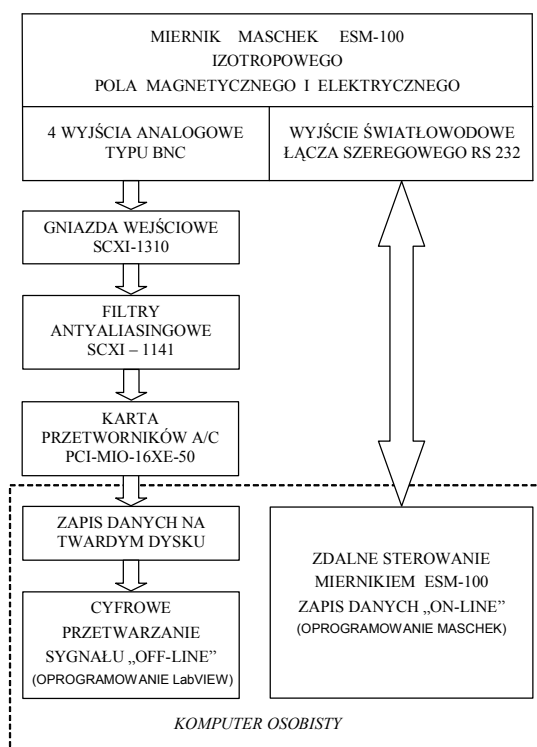 MIERNIK MASCHEK ESM-100
IZOTROPOWEGO
POLA MAGNETYCZNEGO I ELEKTRYCZNEGO
4 WYJŚCIA ANALOGOWE
TYPU BNC
WYJŚCIE ŚWIATŁOWODOWE
ŁĄCZA SZEREGOWEGO RS 232
GNIAZDA WEJŚCIOWE
SCXI-1310
FILTRY
ANTYALIASINGOWE
SCXI – 1141
KARTA
PRZETWORNIKÓW A/C
PCI-MIO-16XE-50
ZAPIS DANYCH NA
TWARDYM DYSKU
CYFROWE
PRZETWARZANIE
SYGNAŁU „OFF-LINE”
(OPROGRAMOWANIE LabVIEW)
ZDALNE STEROWANIE
MIERNIKIEM ESM-100
ZAPIS DANYCH „ON-LINE”
(OPROGRAMOWANIE MASCHEK)
KOMPUTER OSOBISTY